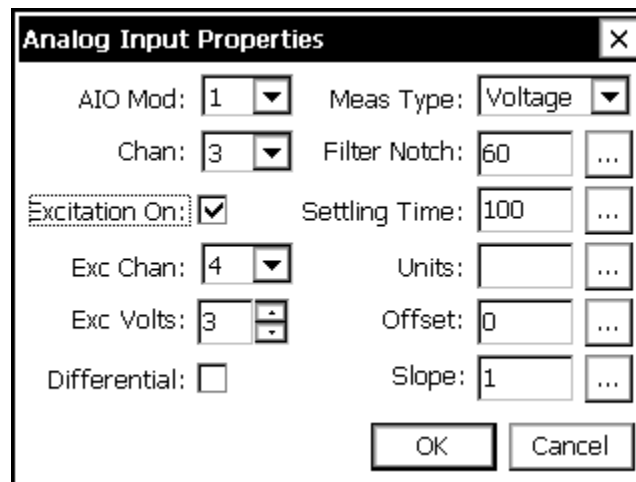 Analog Input Properties
AIO Mod: 1 Meas Type: Voltage
Chan: 3 Filter Notch: 60 ...
Excitation On: Settling Time: 100 ...
Exc Chan: 4 Units: ...
Exc Volts: 3 Offset: 0 ...
Differential: Slope: 1 ...
OK Cancel